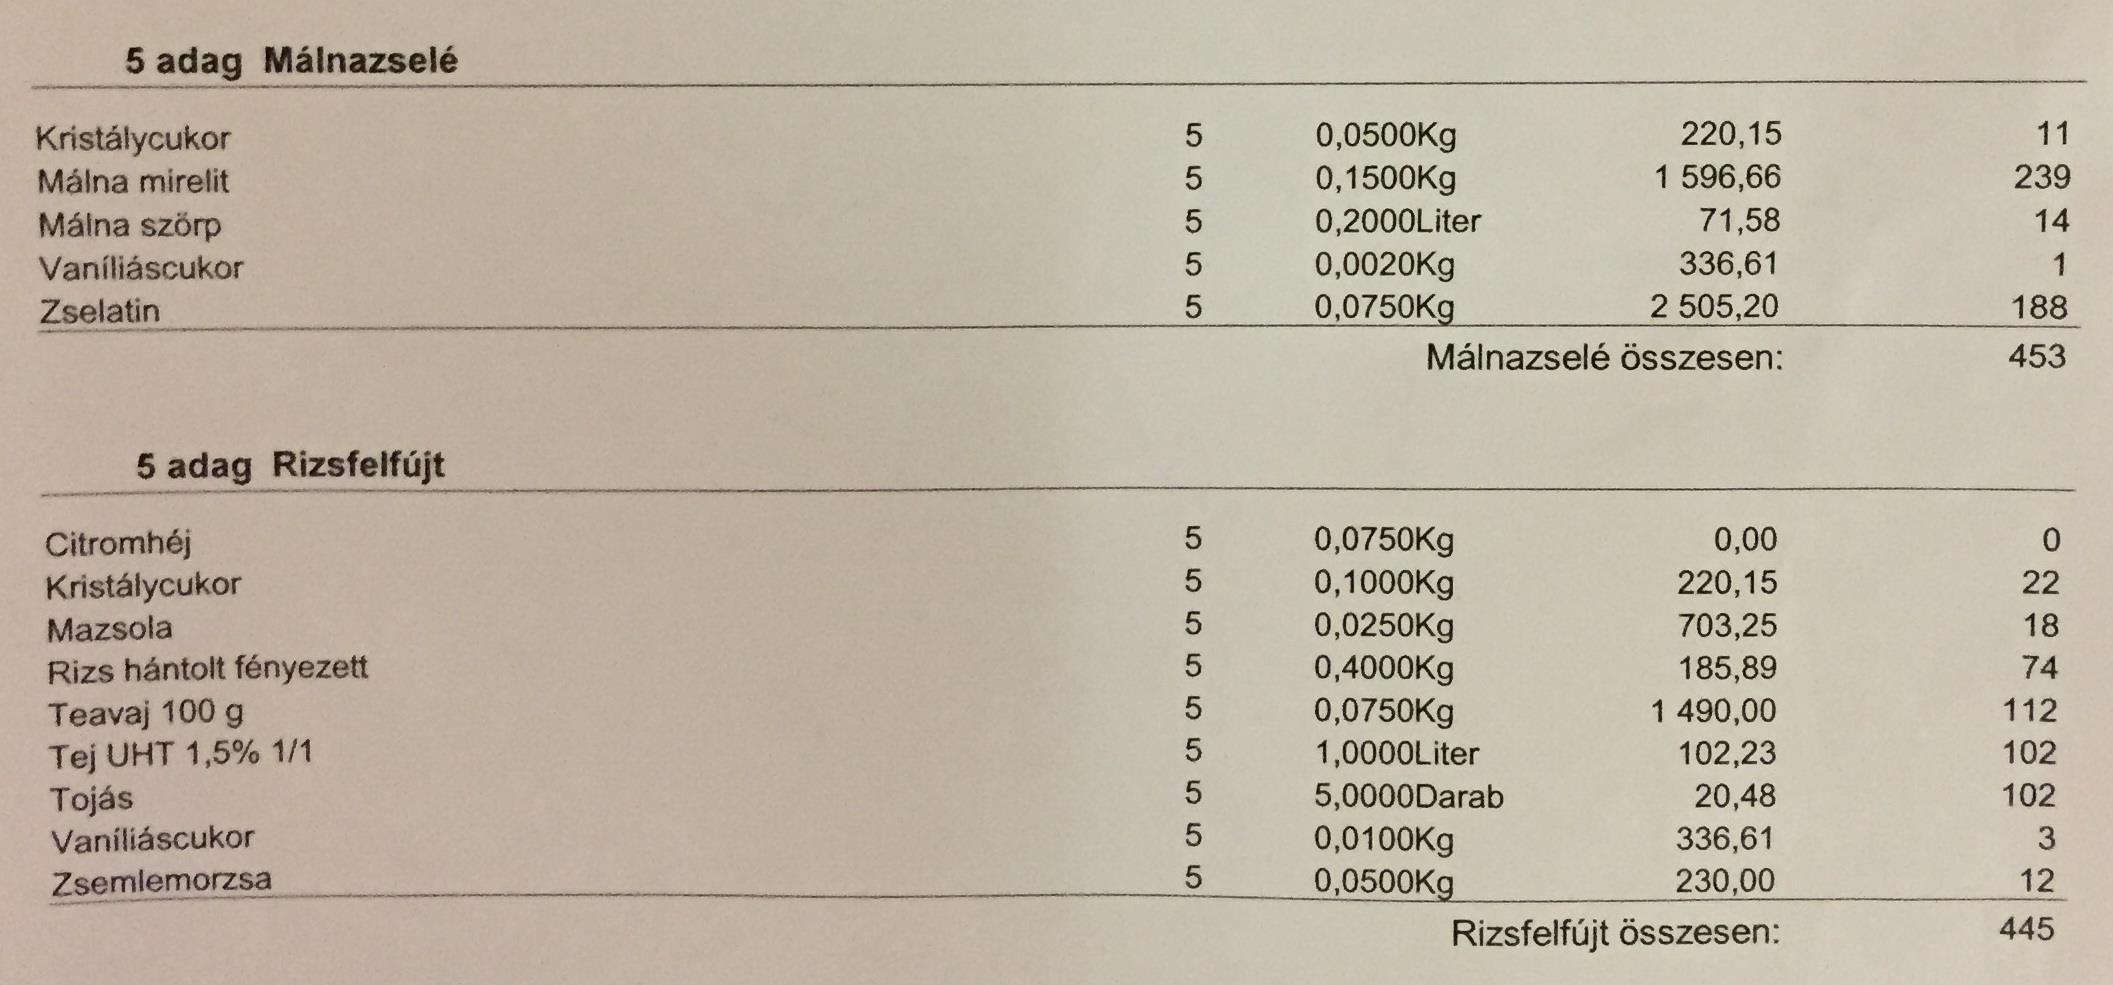 5 adag Málnazselé
Kristálycukor 5 0,0500Kg 220,15 11
Málna mirelit 5 0,1500Kg 1 596,66 239
Málna szörp 5 0,2000Liter 71,58 14
Vaníliáscukor 5 0,0020Kg 336,61 1
Zselatin 5 0,0750Kg 2 505,20 188
Málnazselé összesen: 453
5 adag Rizsfelfújt
Citromhéj 5 0,0750Kg 0,00 0
Kristálycukor 5 0,1000Kg 220,15 22
Mazsola 5 0,0250Kg 703,25 18
Rizs hántolt fényezett 5 0,4000Kg 185,89 74
Teavaj 100 g 5 0,0750Kg 1 490,00 112
Tej UHT 1,5% 1/1 5 1,0000Liter 102,23 102
Tojás 5 5,0000Darab 20,48 102
Vaníliáscukor 5 0,0100Kg 336,61 3
Zsemlemorzsa 5 0,0500Kg 230,00 12
Rizsfelfújt összesen: 445